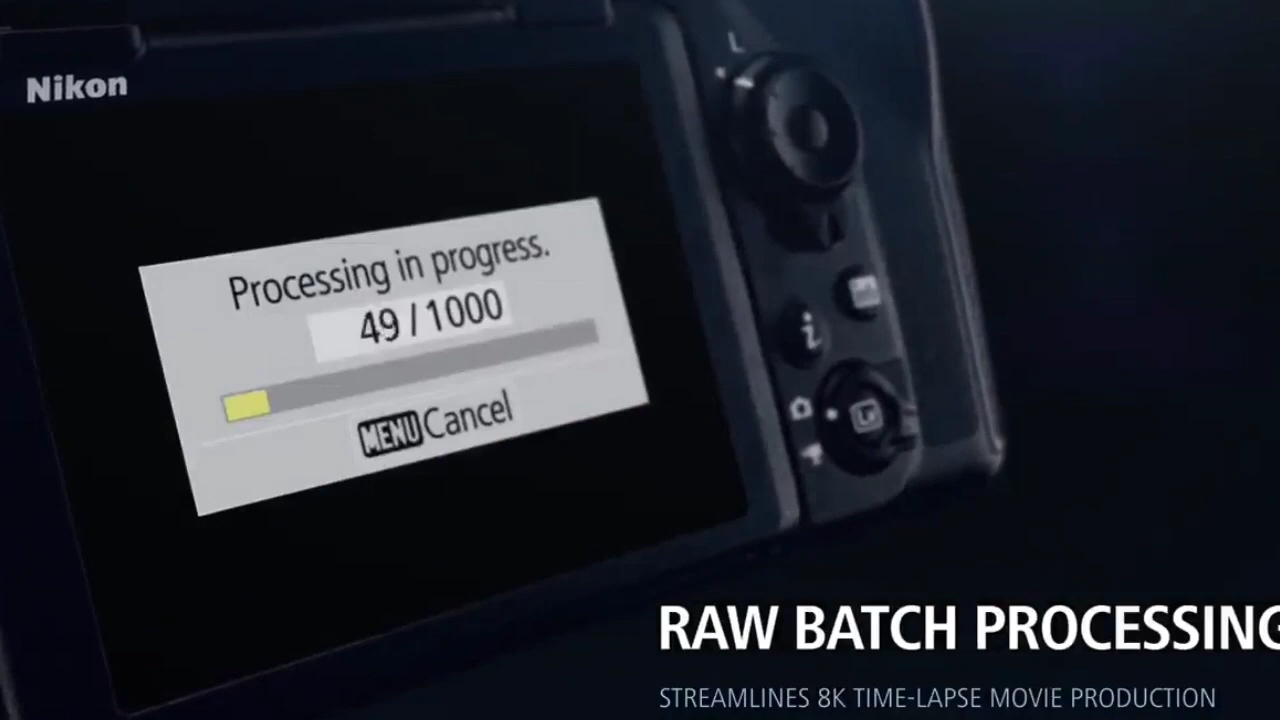 L
Nikon
Processing in progress.
49 / 1000
MENU Cancel
i
RAW BATCH PROCESSING
STREAMLINES 8K TIME-LAPSE MOVIE PRODUCTION